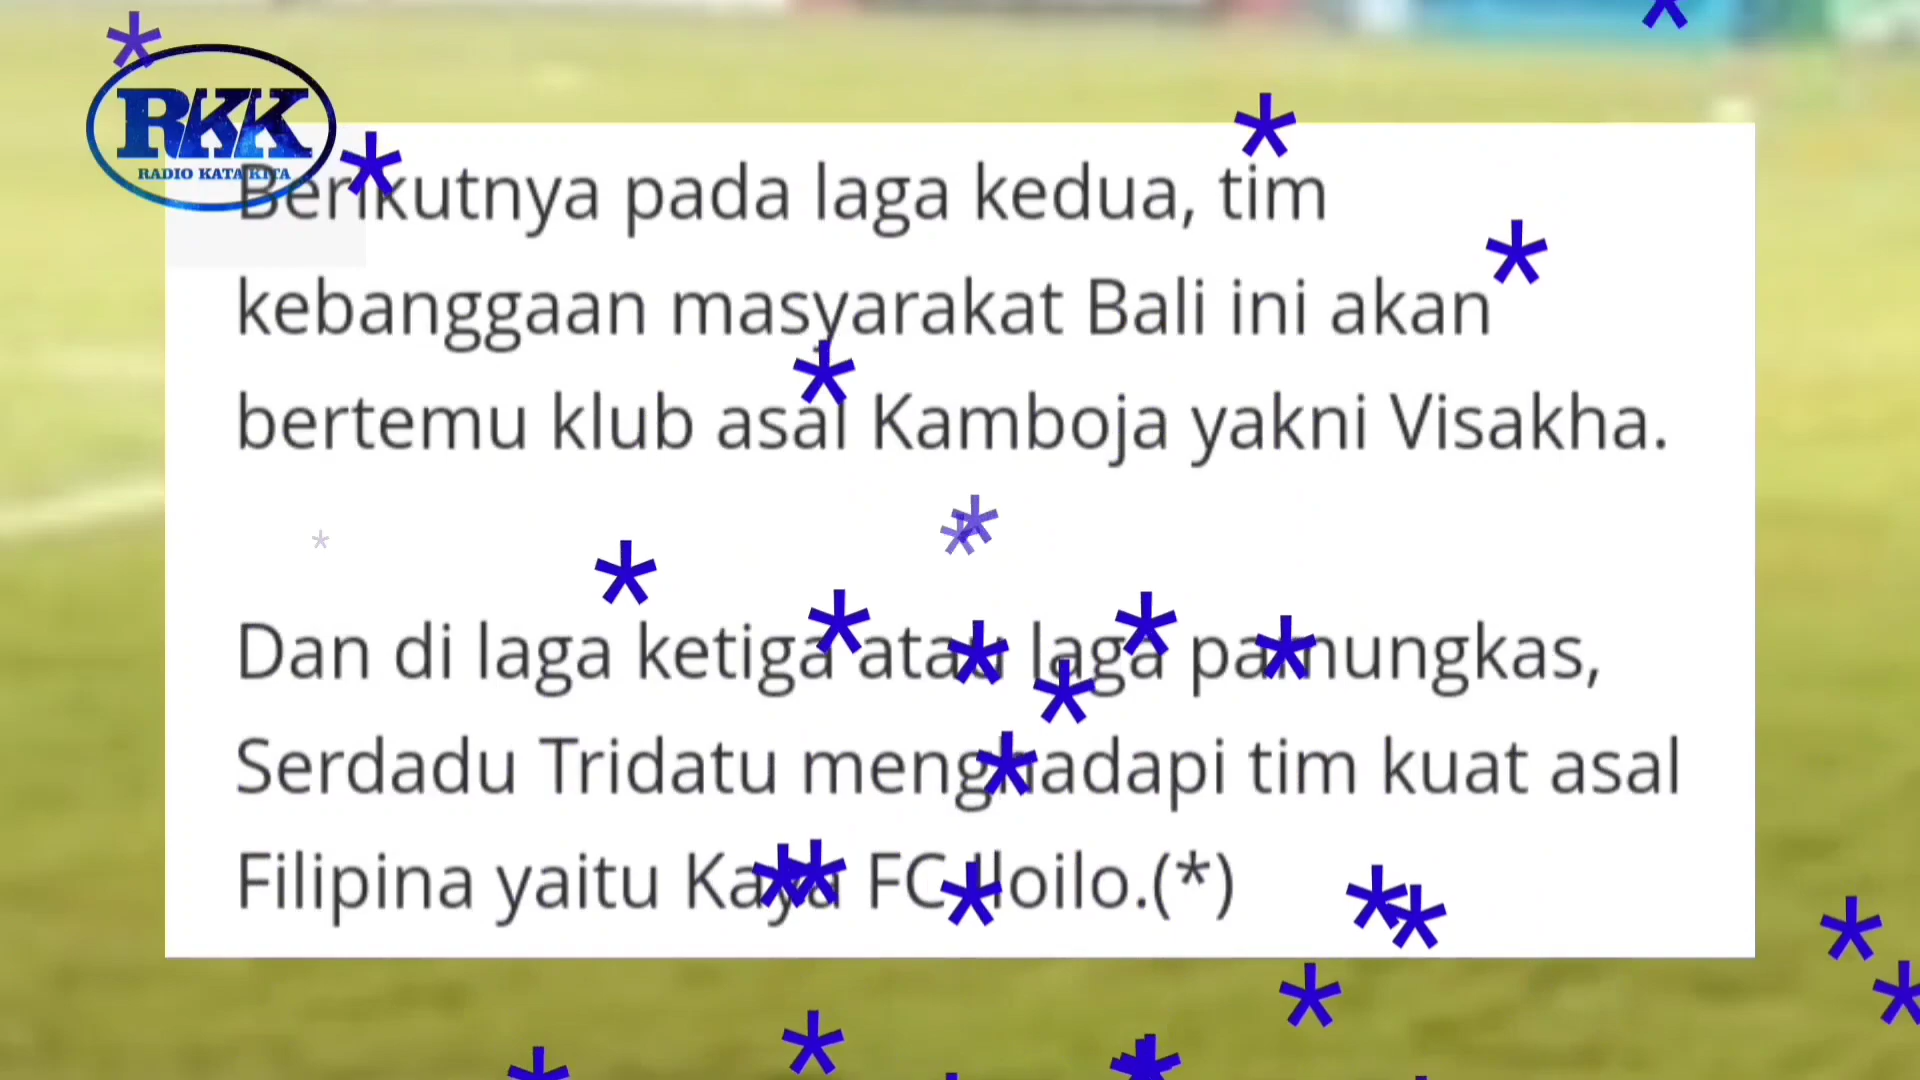 RKK
RADIO KATA KITA
Berikutnya pada laga kedua, tim
kebanggaan masyarakat Bali ini akan
bertemu klub asal Kamboja yakni Visakha.
Dan di laga ketiga atau laga pamungkas,
Serdadu Tridatu menghadapi tim kuat asal
Filipina yaitu Kaya FC Iloilo.(*)